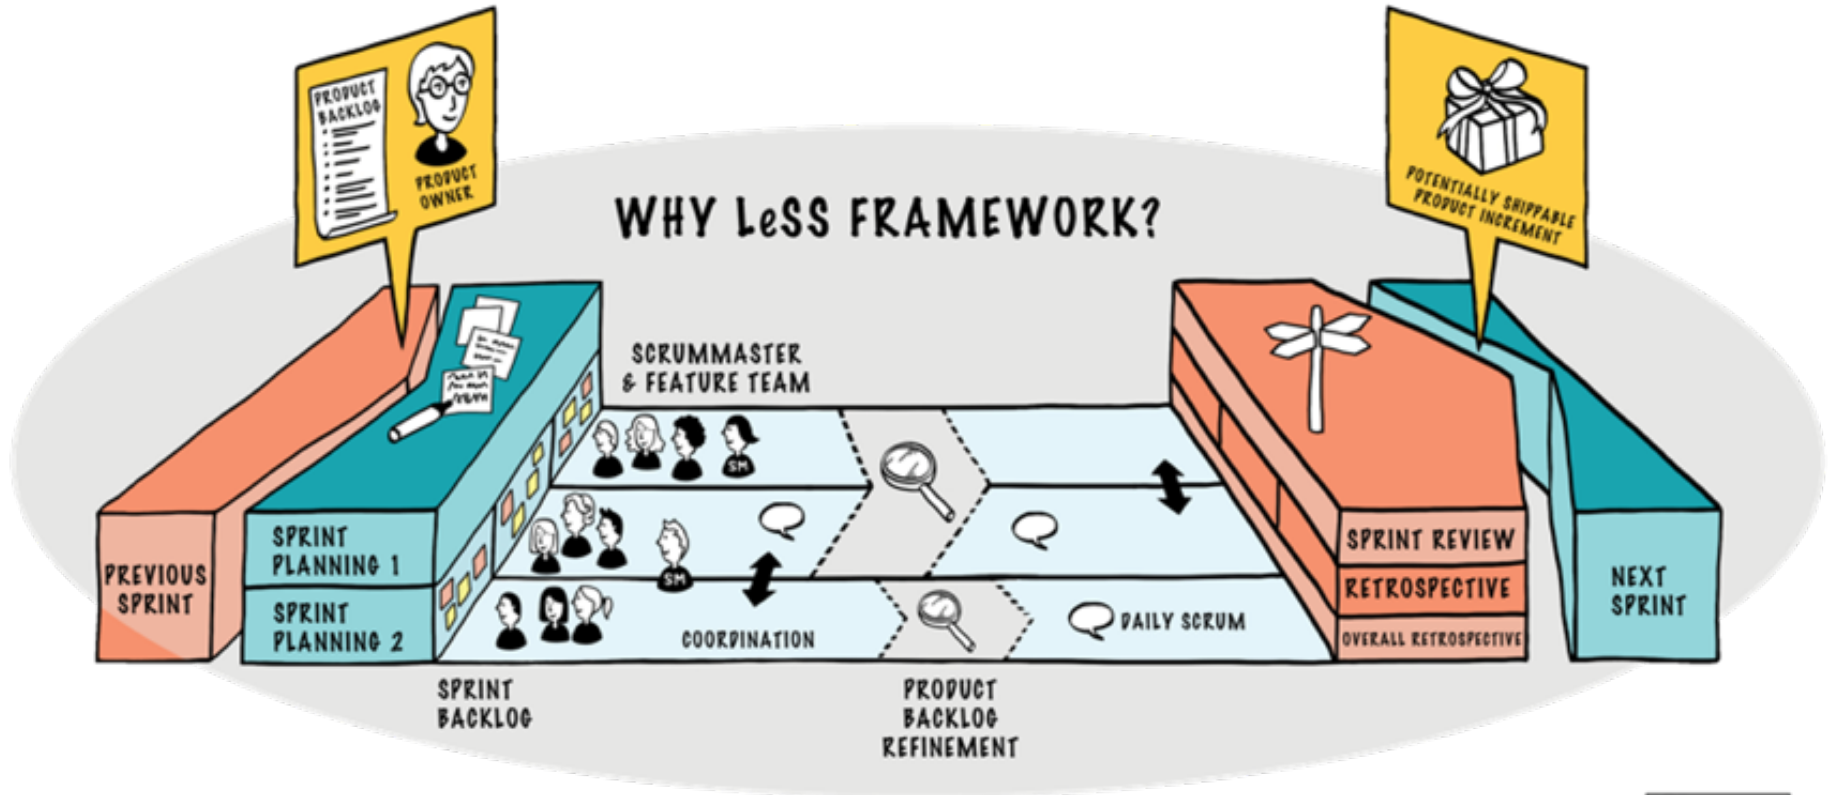 PRODUCT
BACKLOG
PRODUCT
OWNER
POTENTIALLY SHIPPABLE
PRODUCT INCREMENT
WHY LeSS FRAMEWORK?
SCRUMMASTER
& FEATURE TEAM
SM
SM
PREVIOUS
SPRINT
SPRINT
PLANNING 1
SPRINT
PLANNING 2
COORDINATION
DAILY SCRUM
SPRINT REVIEW
RETROSPECTIVE
OVERALL RETROSPECTIVE
NEXT
SPRINT
SPRINT
BACKLOG
PRODUCT
BACKLOG
REFINEMENT